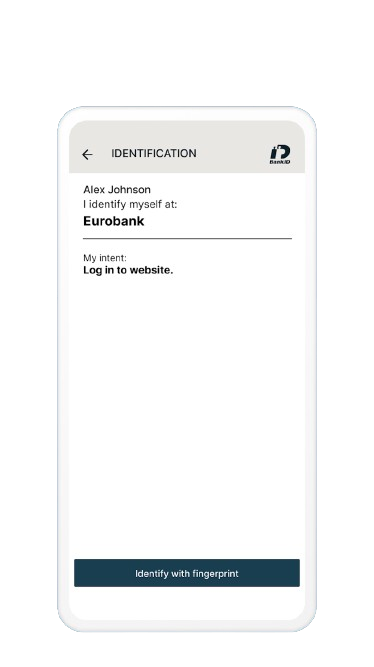 IDENTIFICATION
BankID
Alex Johnson
I identify myself at:
Eurobank
My intent:
Log in to website.
Identify with fingerprint